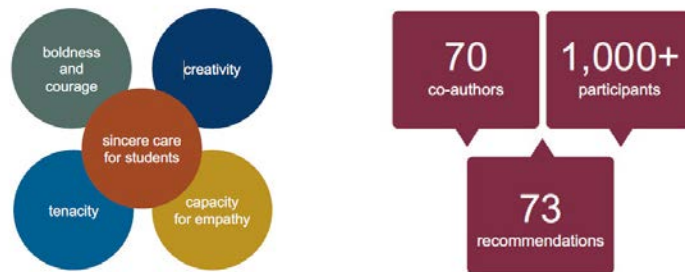 boldness
and
courage
creativity
sincere care
for students
tenacity
capacity
for empathy
70
co-authors
1,000+
participants
73
recommendations